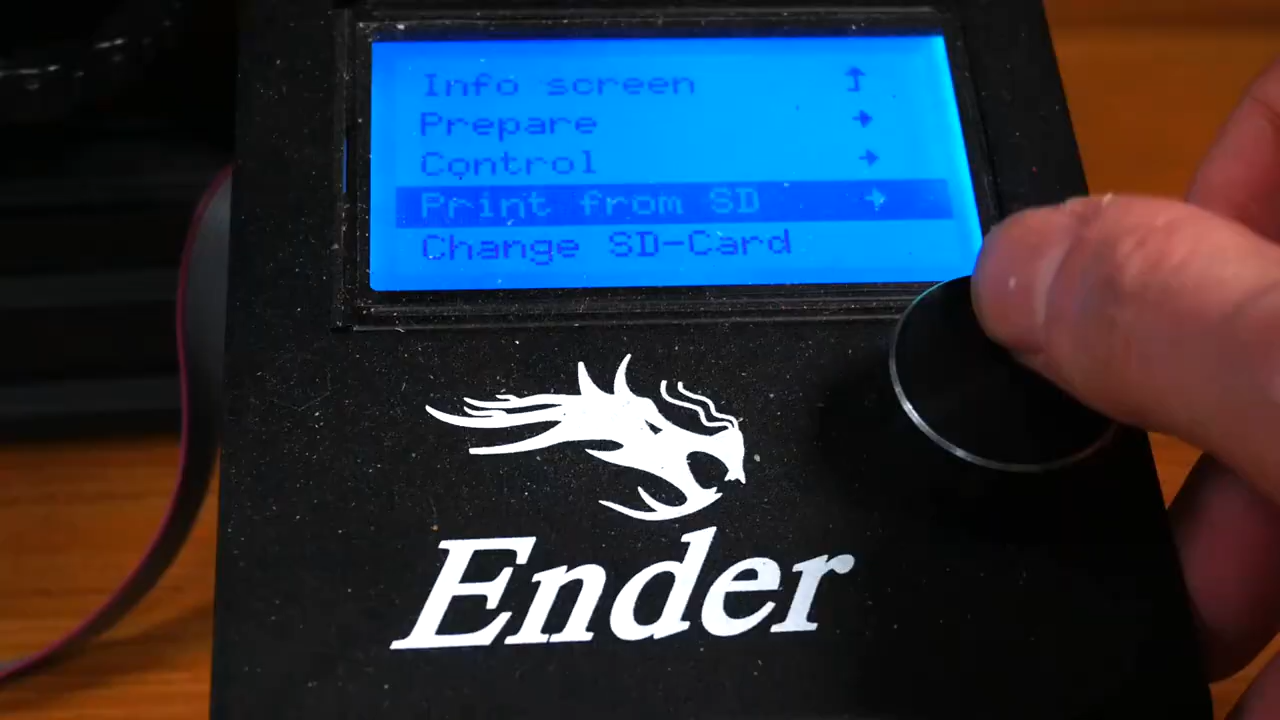 Info screen
Prepare
Control
Print from SD
Change SD-Card
Ender